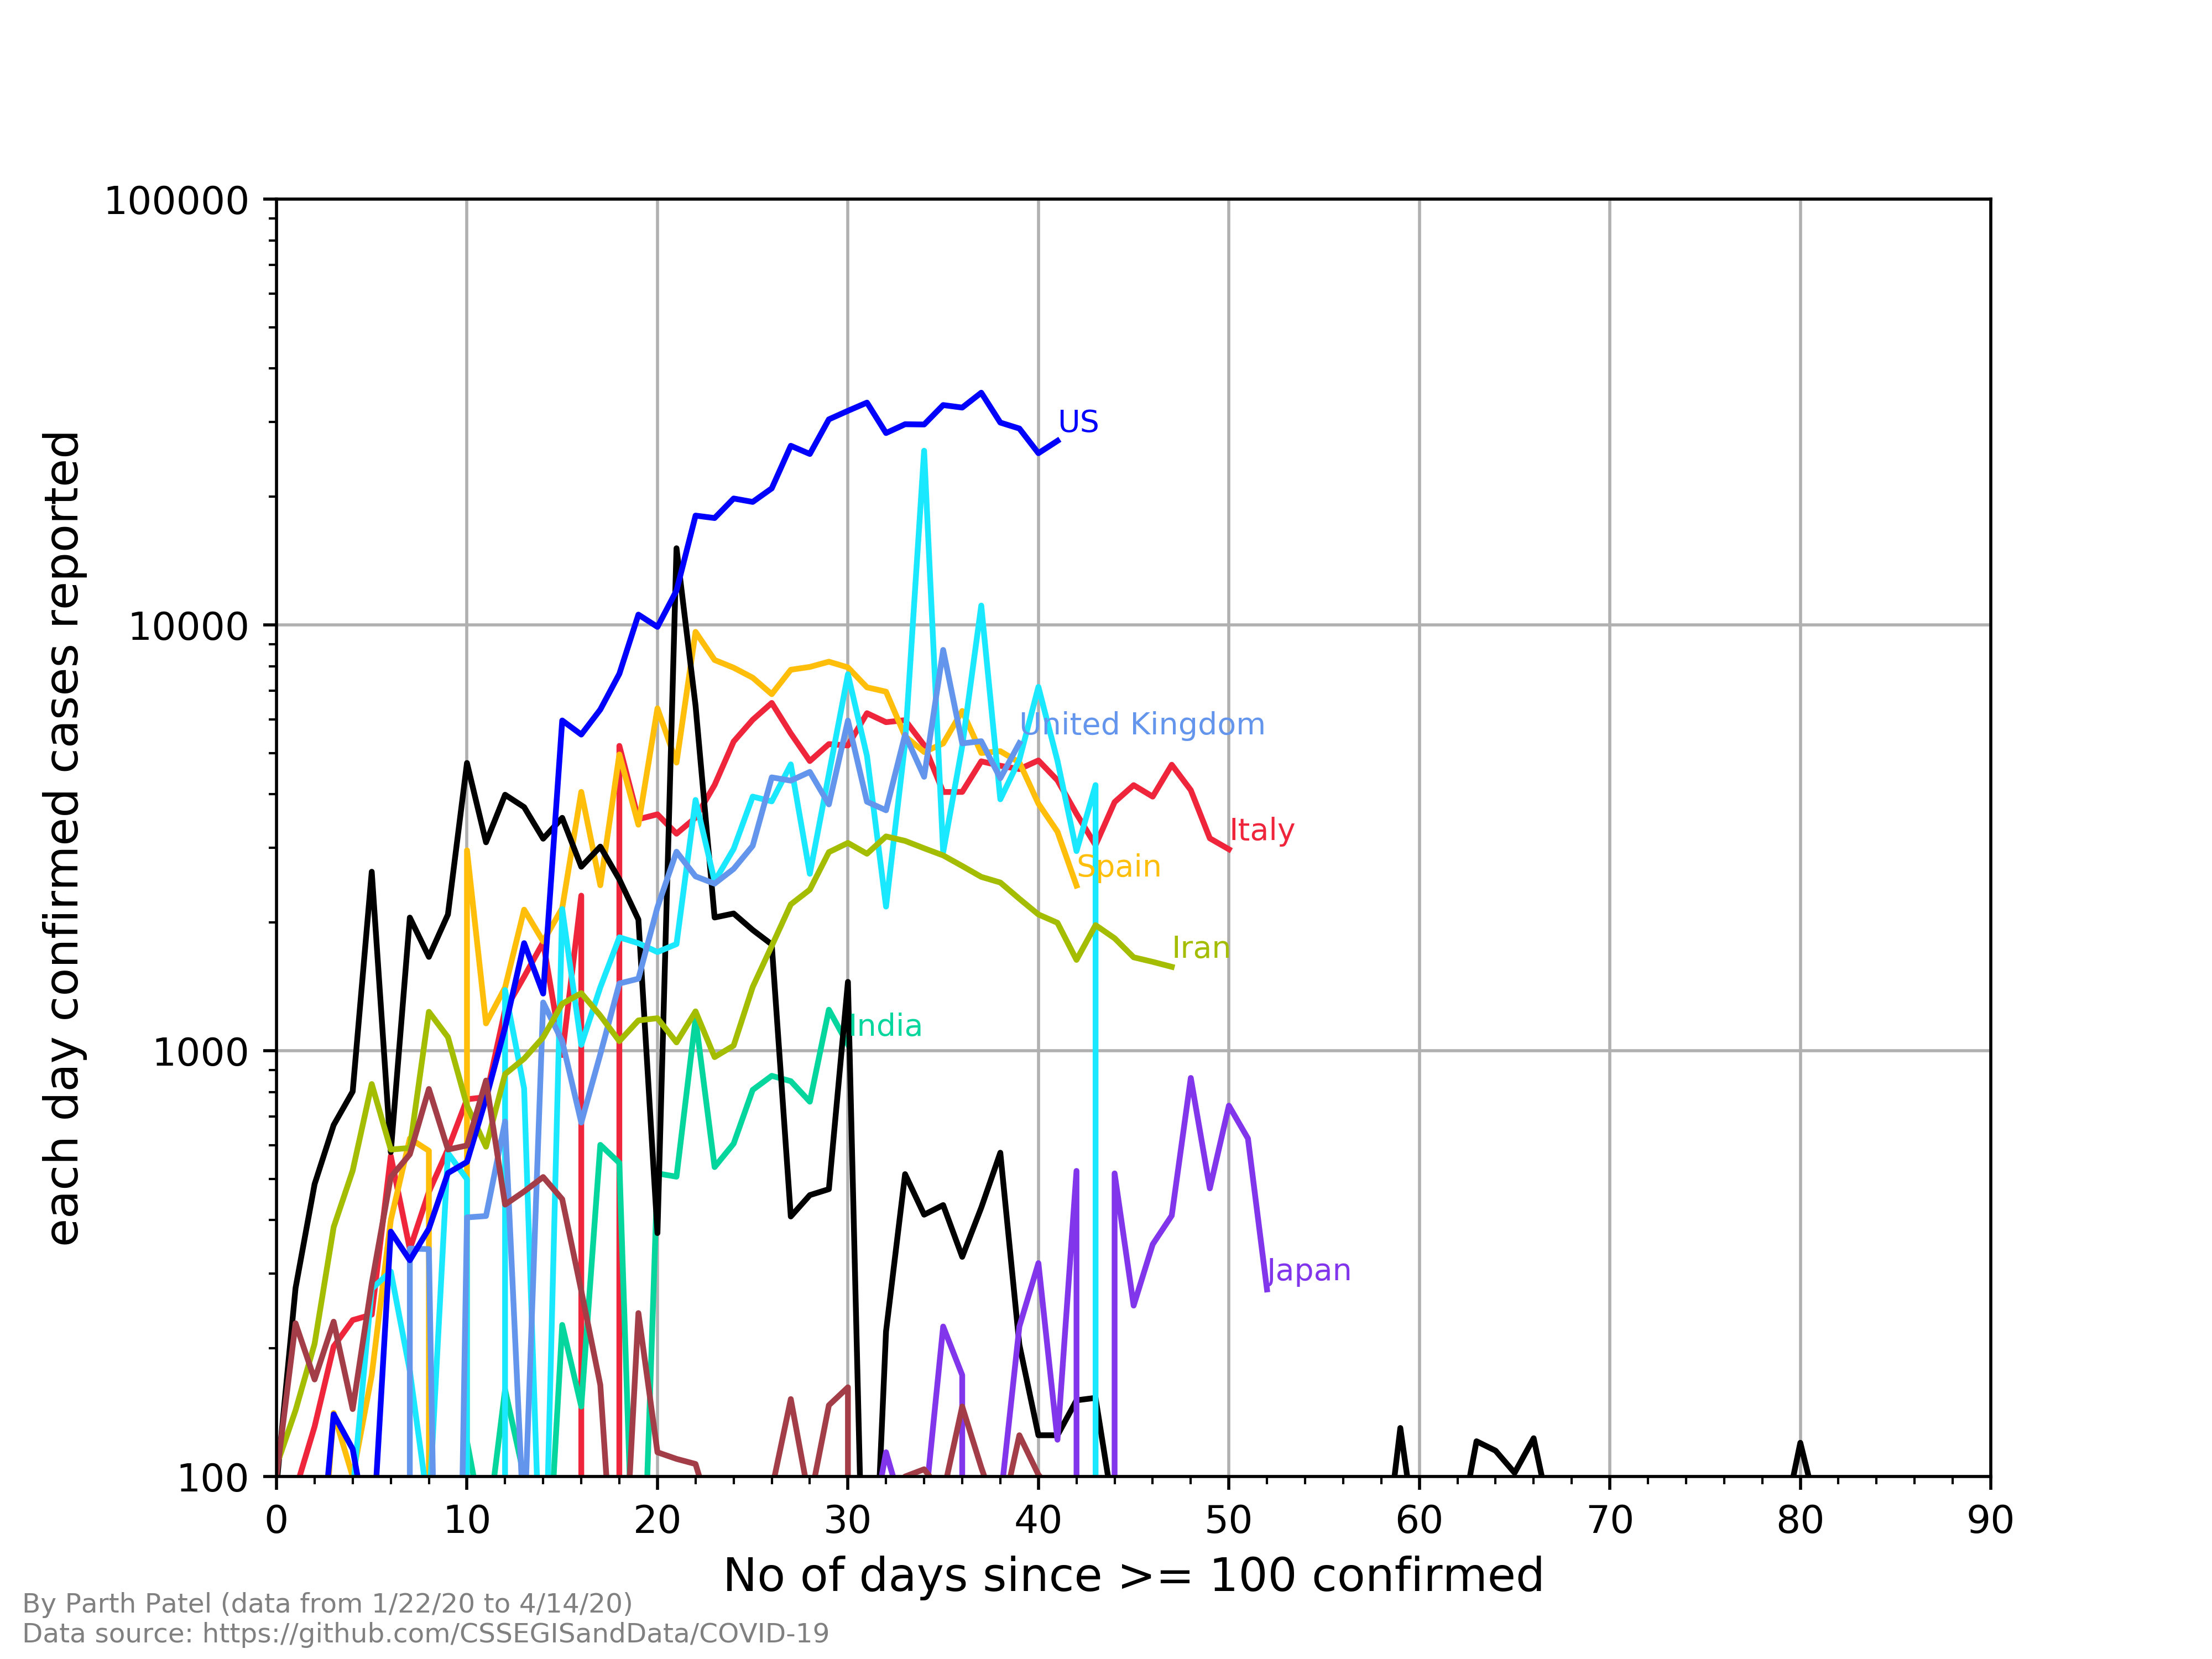 100000
10000
1000
100
each day confirmed cases reported
US
United Kingdom
Italy
Spain
Iran
India
Japan
0 10 20 30 40 50 60 70 80 90
No of days since >= 100 confirmed
By Parth Patel (data from 1/22/20 to 4/14/20)
Data source: https://github.com/CSSEGISandData/COVID-19